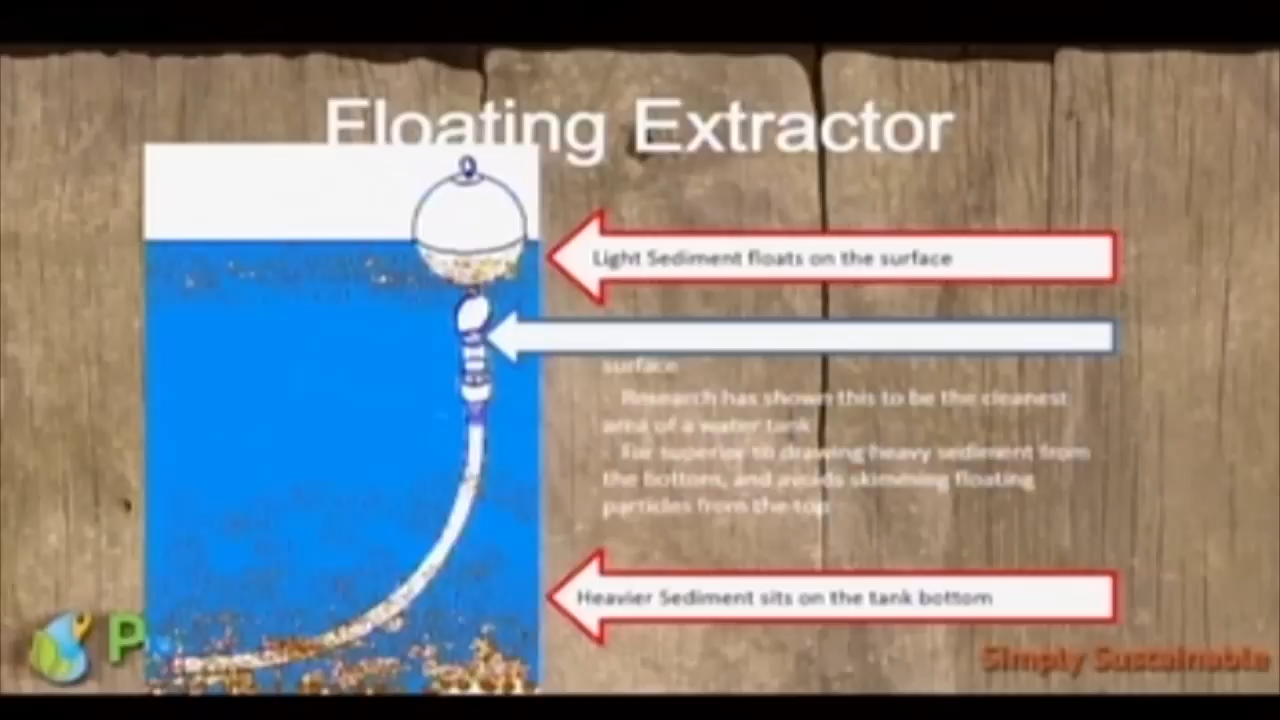 Floating Extractor
Light Sediment floats on the surface
surface
- Research has shown this to be the cleanest
area of a water tank
- Far superior to drawing heavy sediment from
the bottom, and avoids skimming floating
particles from the top
Heavier Sediment sits on the tank bottom
P
Simply Sustainable